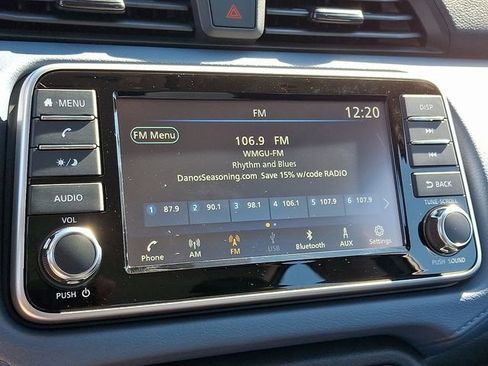 MENU
AUDIO
VOL
PUSH
FM
12:20
FM Menu
106.9 FM
WMGU-FM
Rhythm and Blues
DanosSeasoning.com Save 15% w/code RADIO
1 87.9 2 90.1 3 98.1 4 106.1 5 106.9 6 107.9
Phone AM FM USB Bluetooth AUX Settings
DISP
BACK
TUNE·SCROLL
PUSH SOUND